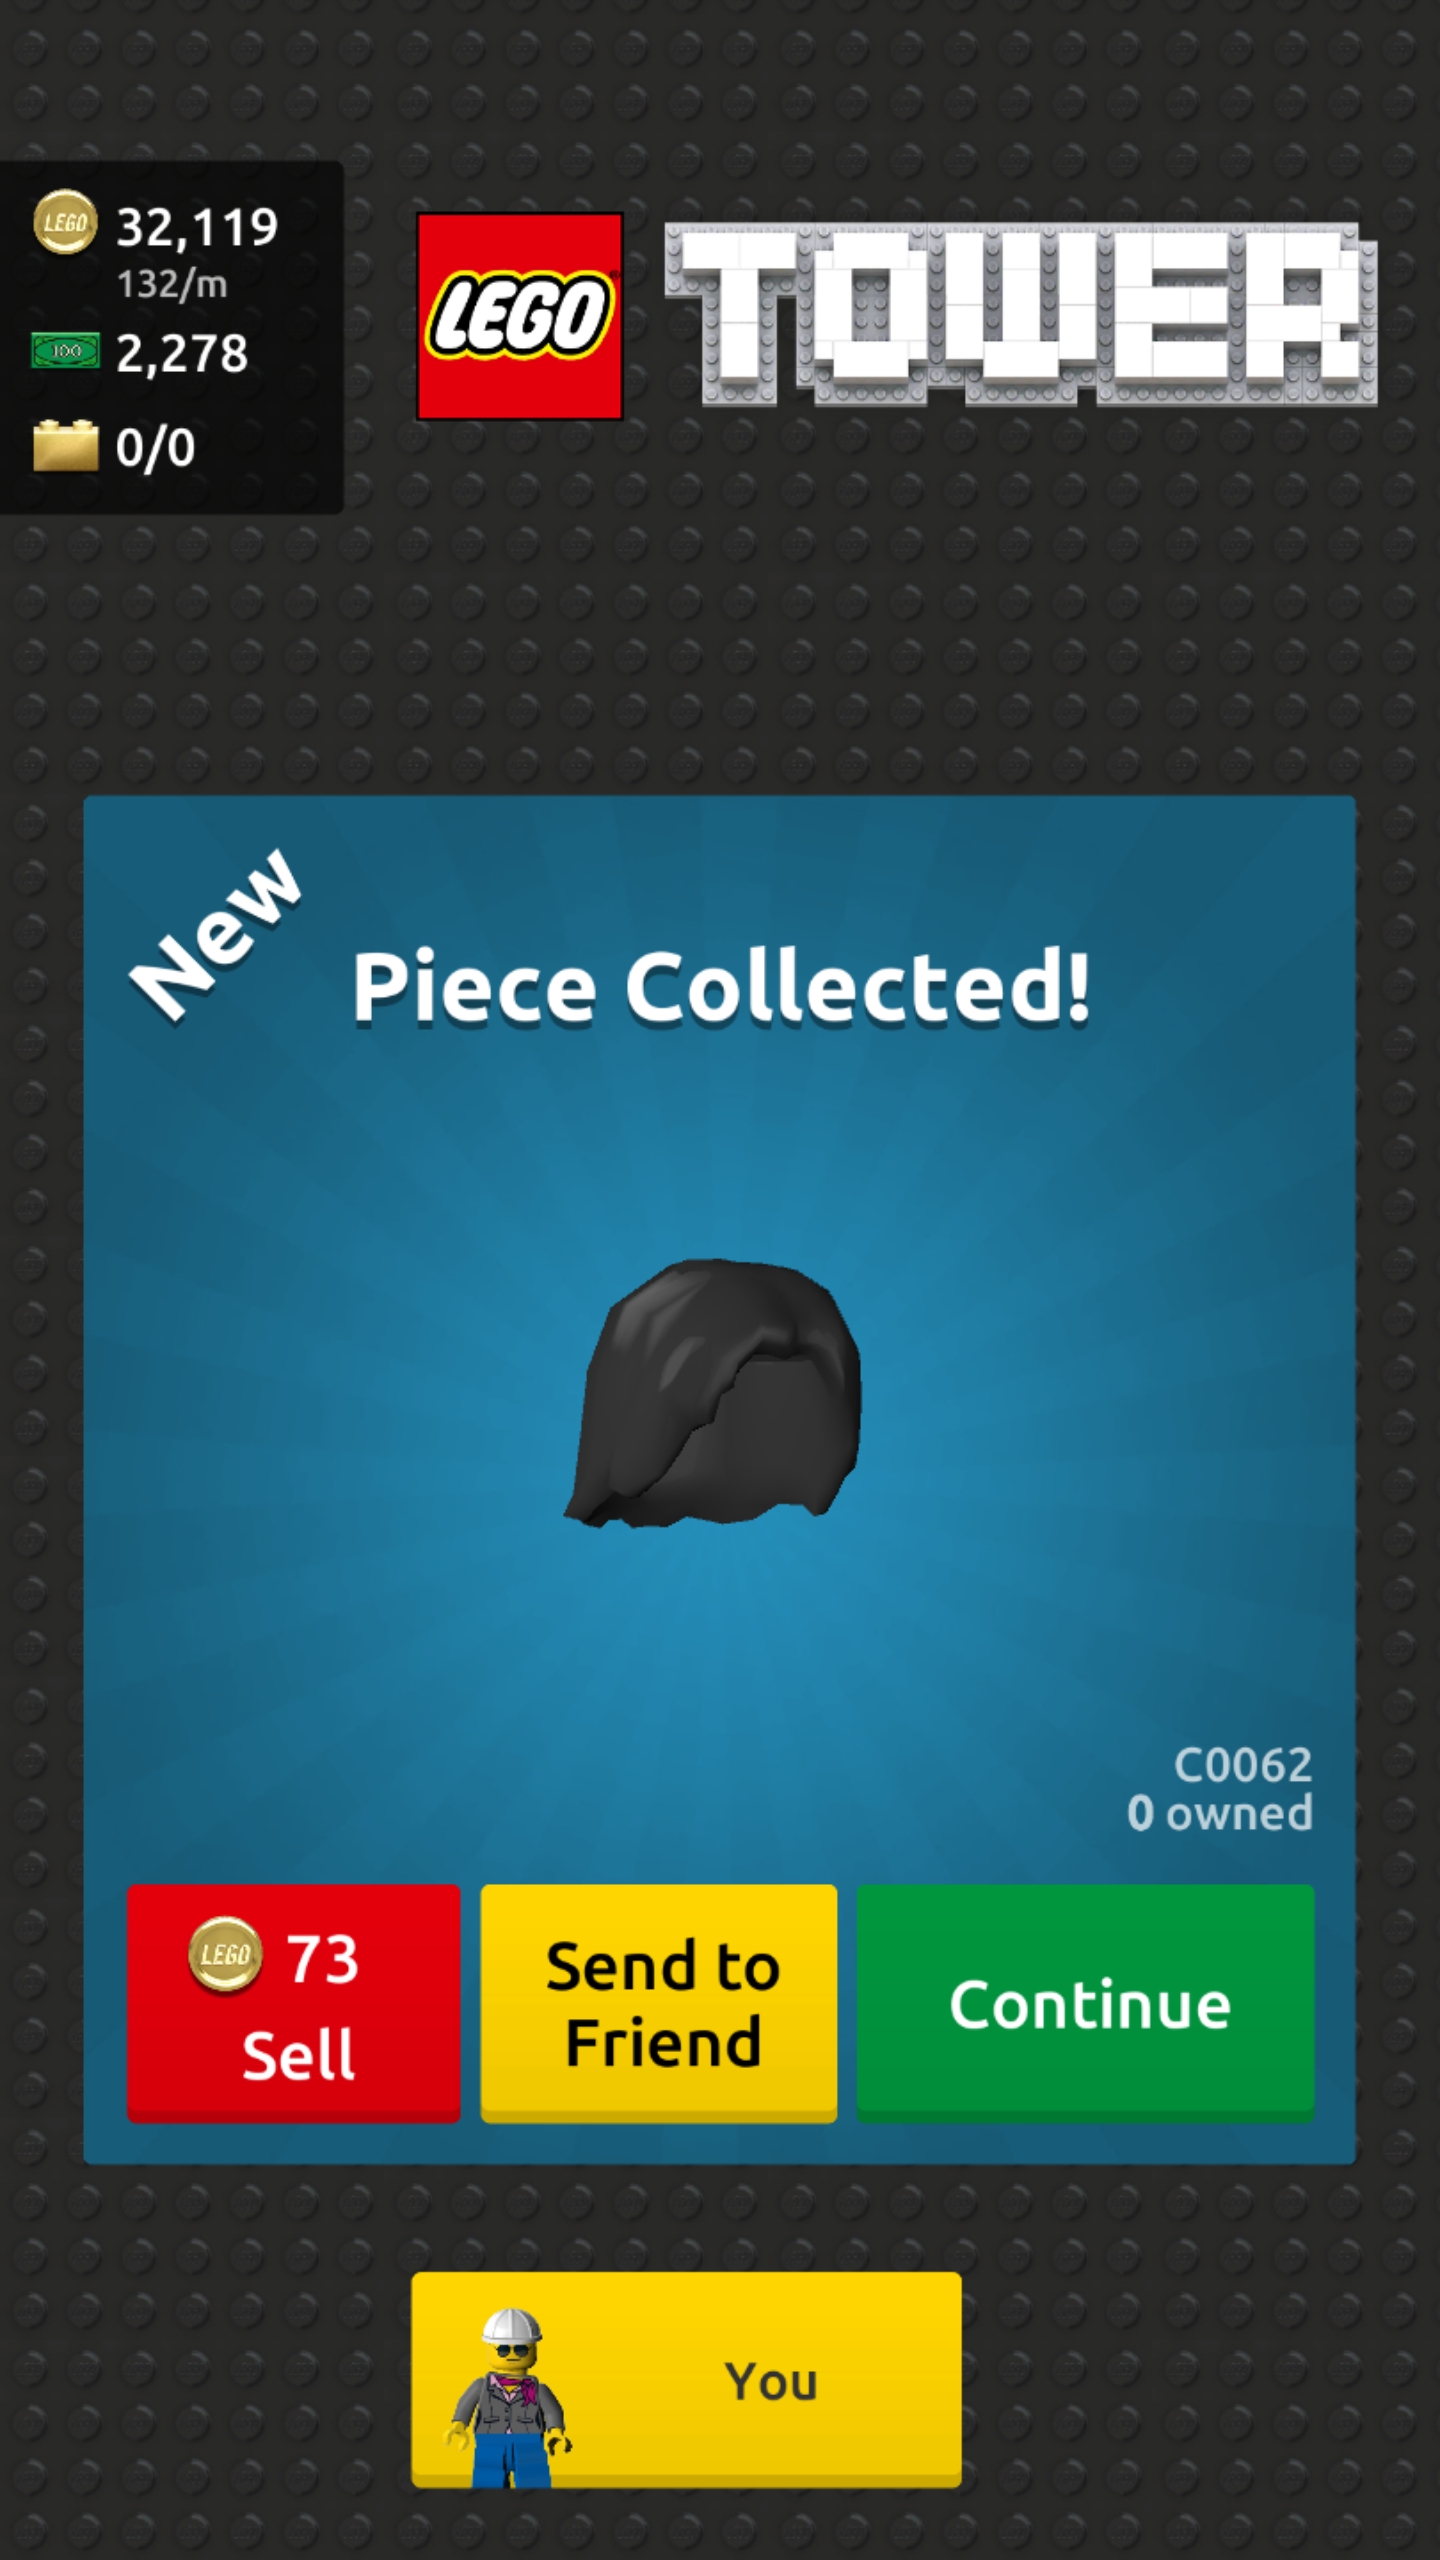 LEGO
32,119
132/m
100
2,278
0/0
LEGO
TOWER
New
Piece Collected!
C0062
0 owned
LEGO
73
Sell
Send to
Friend
Continue
You